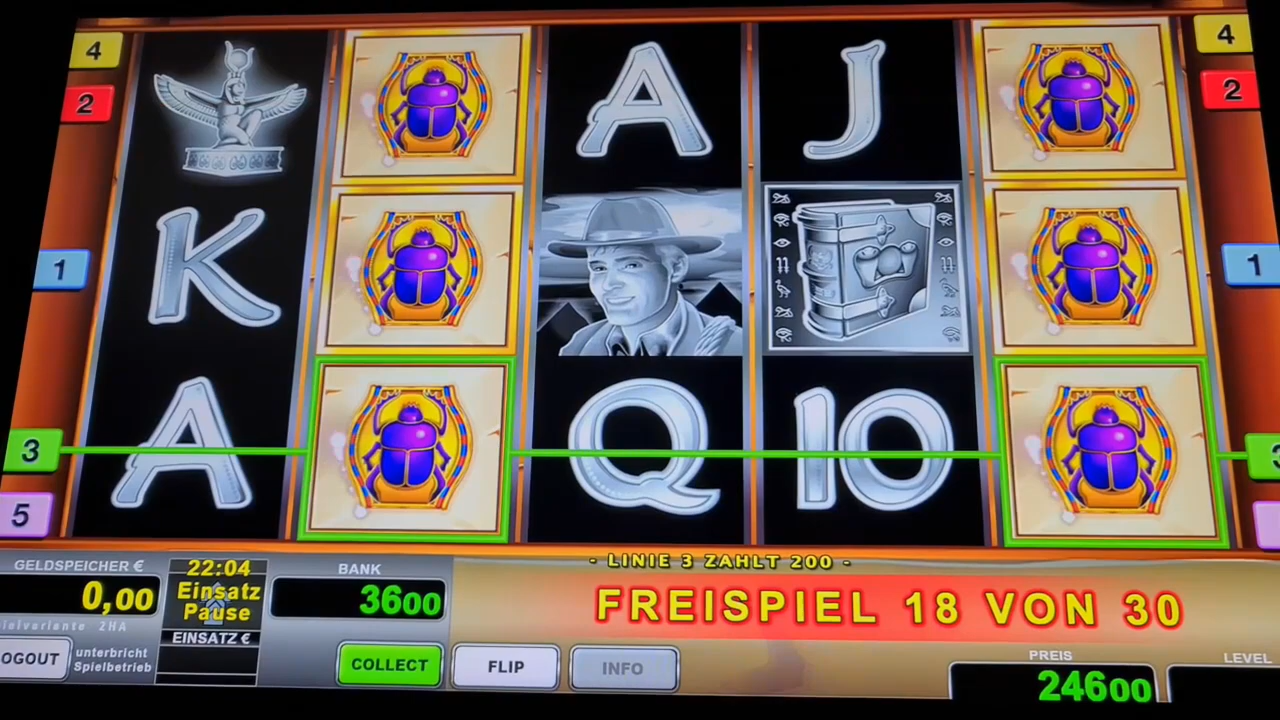 4
4
A
J
2
2
K
1
1
A
Q
10
3
3
5
- LINIE 3 ZAHLT 200 -
GELDSPEICHER €
22:04
BANK
0,00
Einsatz
Pause
3600
FREISPIEL 18 VON 30
2HA
EINSATZ €
OGOUT
unterbricht
Spielbetrieb
COLLECT
FLIP
INFO
PREIS
LEVEL
24600